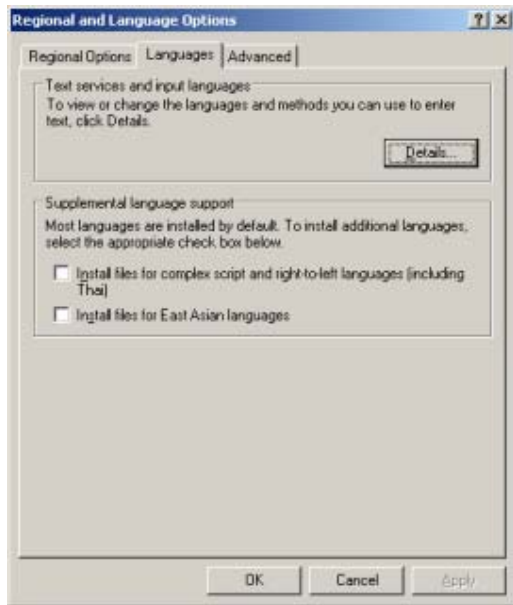 Regional and Language Options
Regional Options Languages Advanced
Text services and input languages
To view or change the languages and methods you can use to enter
text, click Details.
Details...
Supplemental language support
Most languages are installed by default. To install additional languages,
select the appropriate check box below.
Install files for complex script and right-to-left languages (including
Thai)
Install files for East Asian languages
OK Cancel Apply